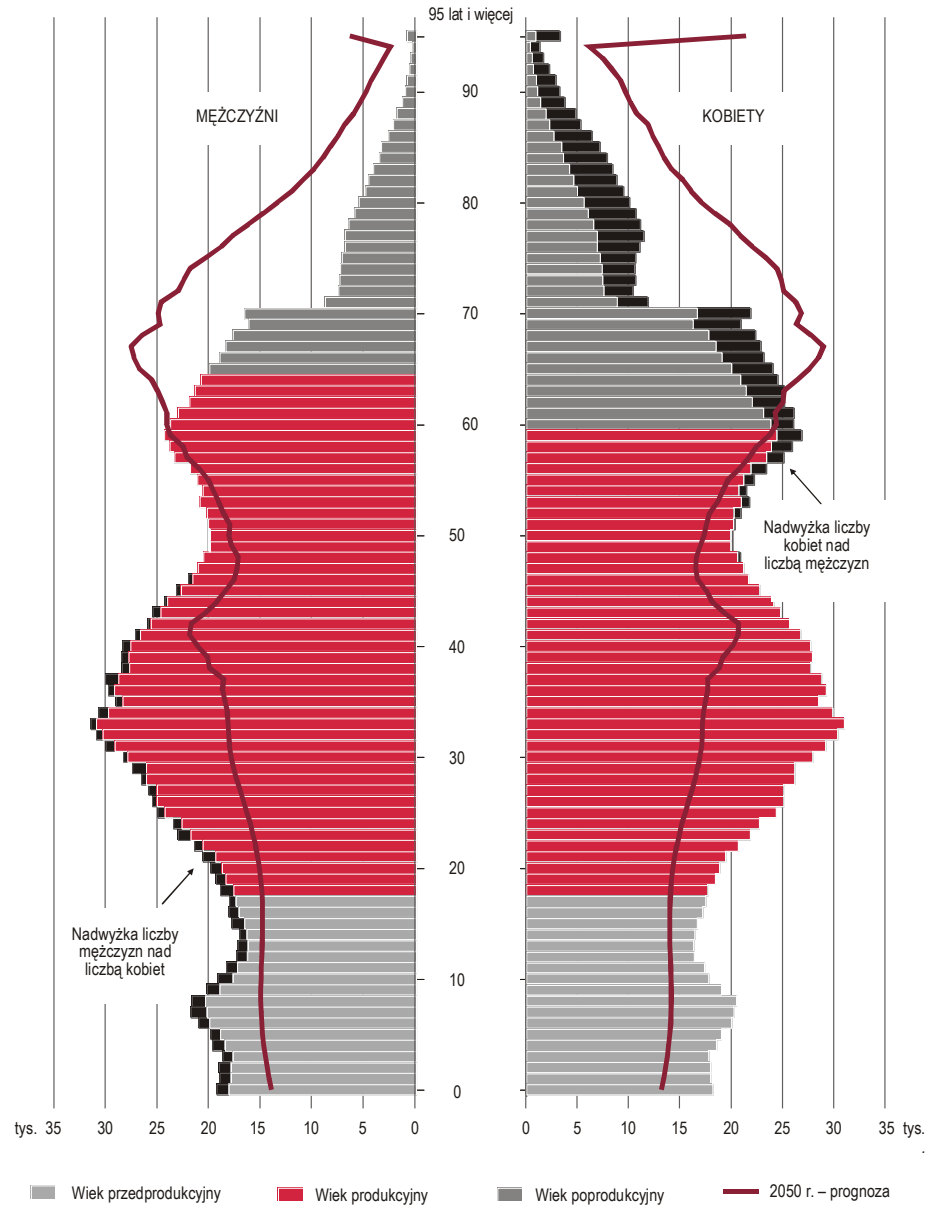 95 lat i więcej
MĘŻCZYŹNI
KOBIETY
90
80
70
60
50
40
30
20
10
0
Nadwyżka liczby
kobiet nad
liczbą mężczyzn
Nadwyżka liczby
mężczyzn nad
liczbą kobiet
tys. 35 30 25 20 15 10 5 0
0 5 10 15 20 25 30 35 tys.
.
Wiek przedprodukcyjny
Wiek produkcyjny
Wiek poprodukcyjny
2050 r. – prognoza